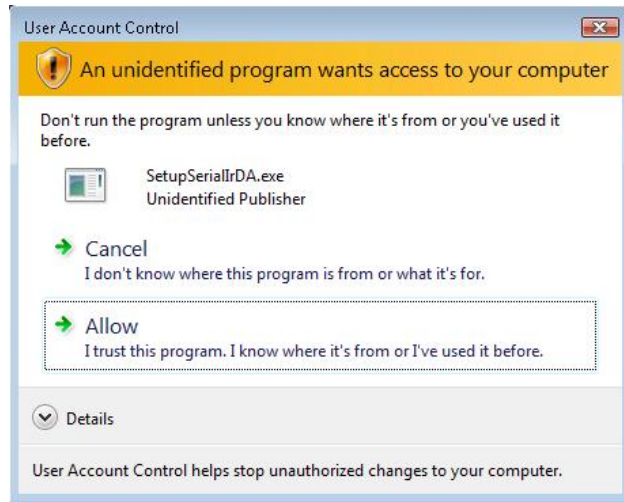 User Account Control
An unidentified program wants access to your computer
Don't run the program unless you know where it's from or you've used it
before.
SetupSerialIrDA.exe
Unidentified Publisher
Cancel
I don't know where this program is from or what it's for.
Allow
I trust this program. I know where it's from or I've used it before.
Details
User Account Control helps stop unauthorized changes to your computer.